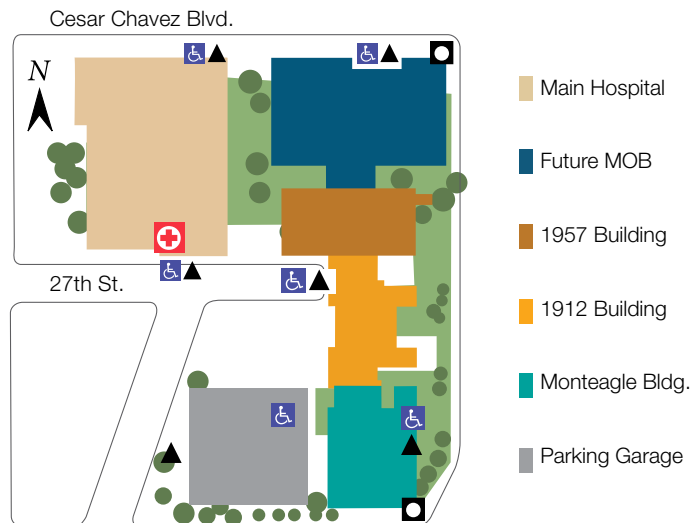 Cesar Chavez Blvd.
N
27th St.
Main Hospital
Future MOB
1957 Building
1912 Building
Monteagle Bldg.
Parking Garage